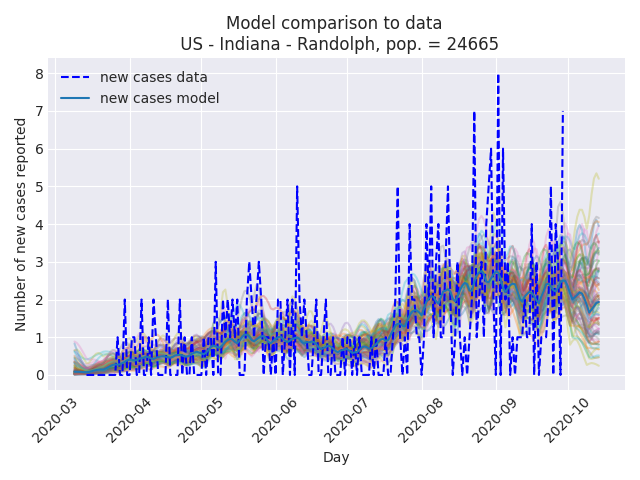 Model comparison to data
US - Indiana - Randolph, pop. = 24665
new cases data
new cases model
Number of new cases reported
8
7
6
5
4
3
2
1
0
2020-03
2020-04
2020-05
2020-06
2020-07
2020-08
2020-09
2020-10
Day